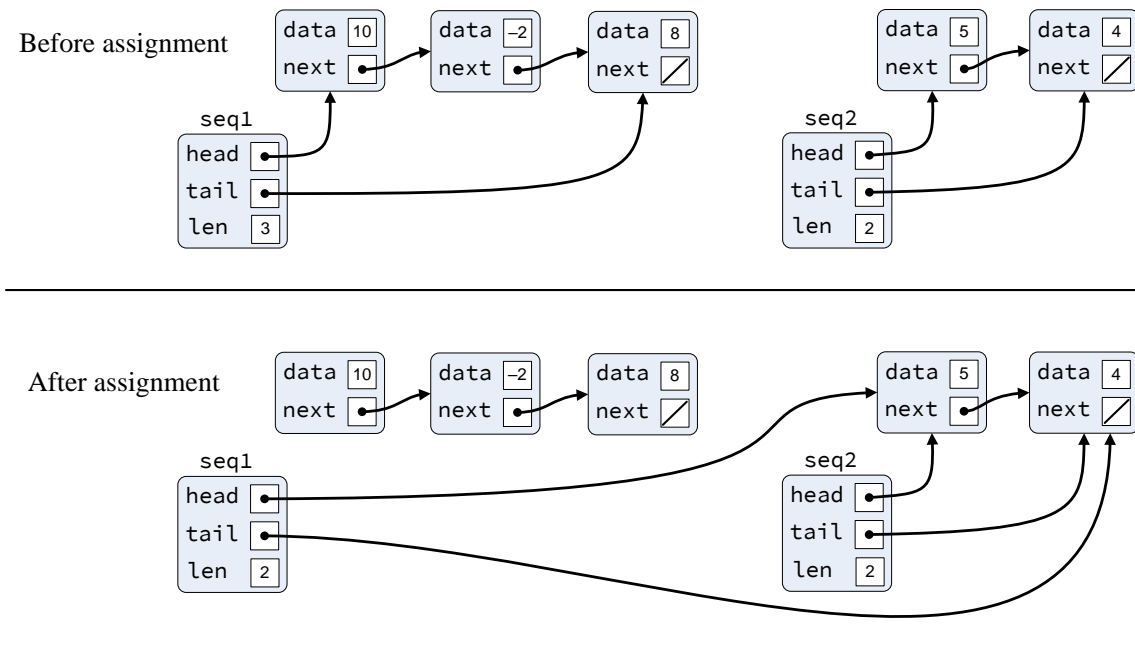 data 10 data –2 data 8 data 5 data 4
Before assignment
next next next next next
seq1 seq2
head head
tail tail
len 3 len 2
data 10 data –2 data 8 data 5 data 4
After assignment
next next next next next
seq1 seq2
head head
tail tail
len 2 len 2